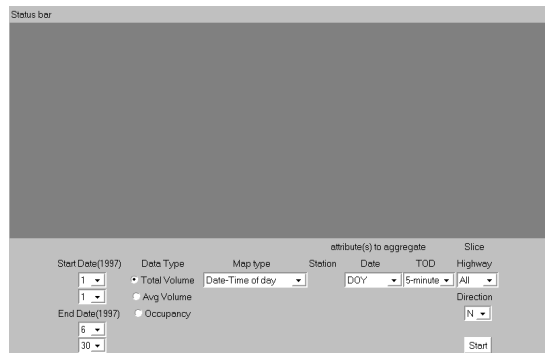 Status bar
attribute(s) to aggregate Slice
Start Date(1997) Data Type Map type Station Date TOD Highway
1 Total Volume Date-Time of day DOY 5-minute All
1 Avg Volume Direction
End Date(1997) Occupancy N
6
30 Start